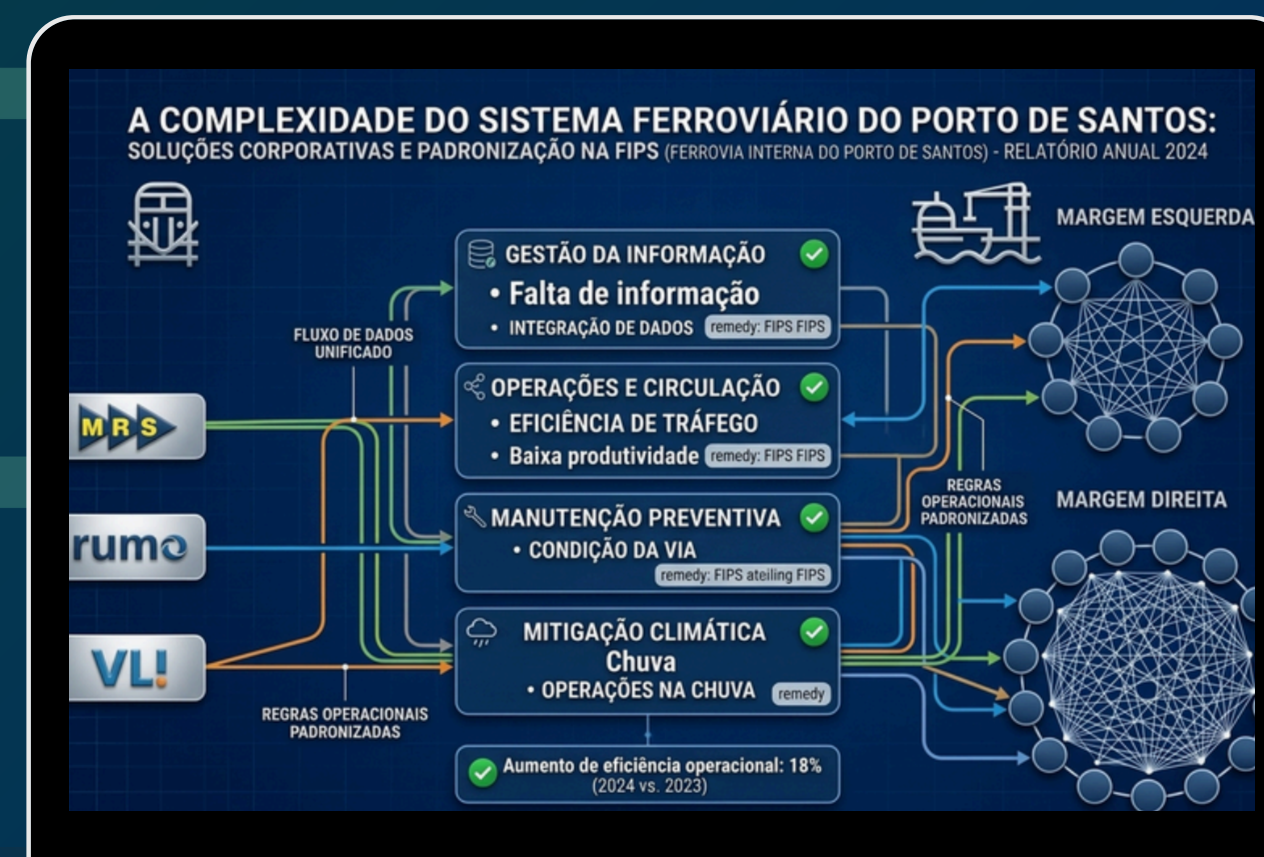 A COMPLEXIDADE DO SISTEMA FERROVIÁRIO DO PORTO DE SANTOS:
SOLUÇÕES CORPORATIVAS E PADRONIZAÇÃO NA FIPS (FERROVIA INTERNA DO PORTO DE SANTOS) - RELATÓRIO ANUAL 2024
MARGEM ESQUERDA
GESTÃO DA INFORMAÇÃO
• Falta de informação
• INTEGRAÇÃO DE DADOS remedy: FIPS FIPS
FLUXO DE DADOS
UNIFICADO
OPERAÇÕES E CIRCULAÇÃO
• EFICIÊNCIA DE TRÁFEGO
• Baixa produtividade remedy: FIPS FIPS
MRS
REGRAS
OPERACIONAIS
PADRONIZADAS
MARGEM DIREITA
MANUTENÇÃO PREVENTIVA
• CONDIÇÃO DA VIA
remedy: FIPS ateiling FIPS
rumo
MITIGAÇÃO CLIMÁTICA
Chuva
• OPERAÇÕES NA CHUVA remedy
VL!
REGRAS OPERACIONAIS
PADRONIZADAS
Aumento de eficiência operacional: 18%
(2024 vs. 2023)